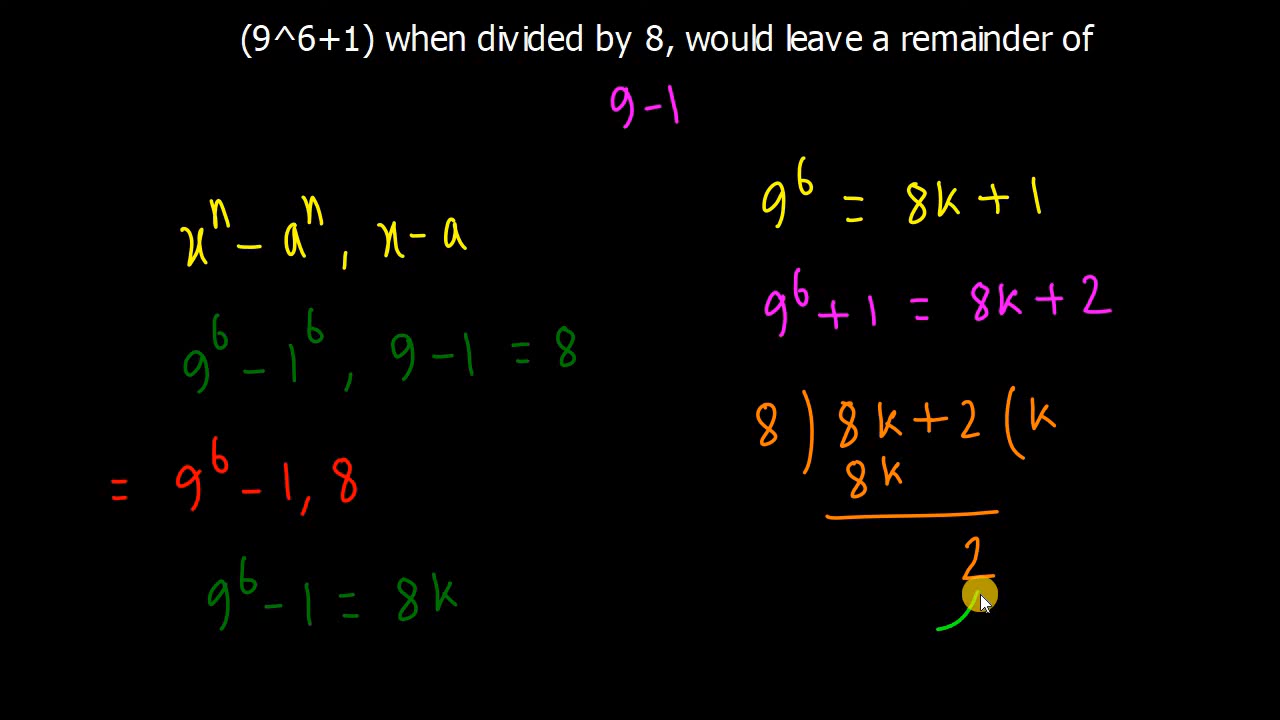 (9^6+1) when divided by 8, would leave a remainder of
9-1
x^n - a^n, x-a
9^6 - 1^6, 9-1 = 8
= 9^6 - 1, 8
9^6 - 1 = 8k
9^6 = 8k + 1
9^6 + 1 = 8k + 2
8 ) 8k + 2 ( k
8k
2